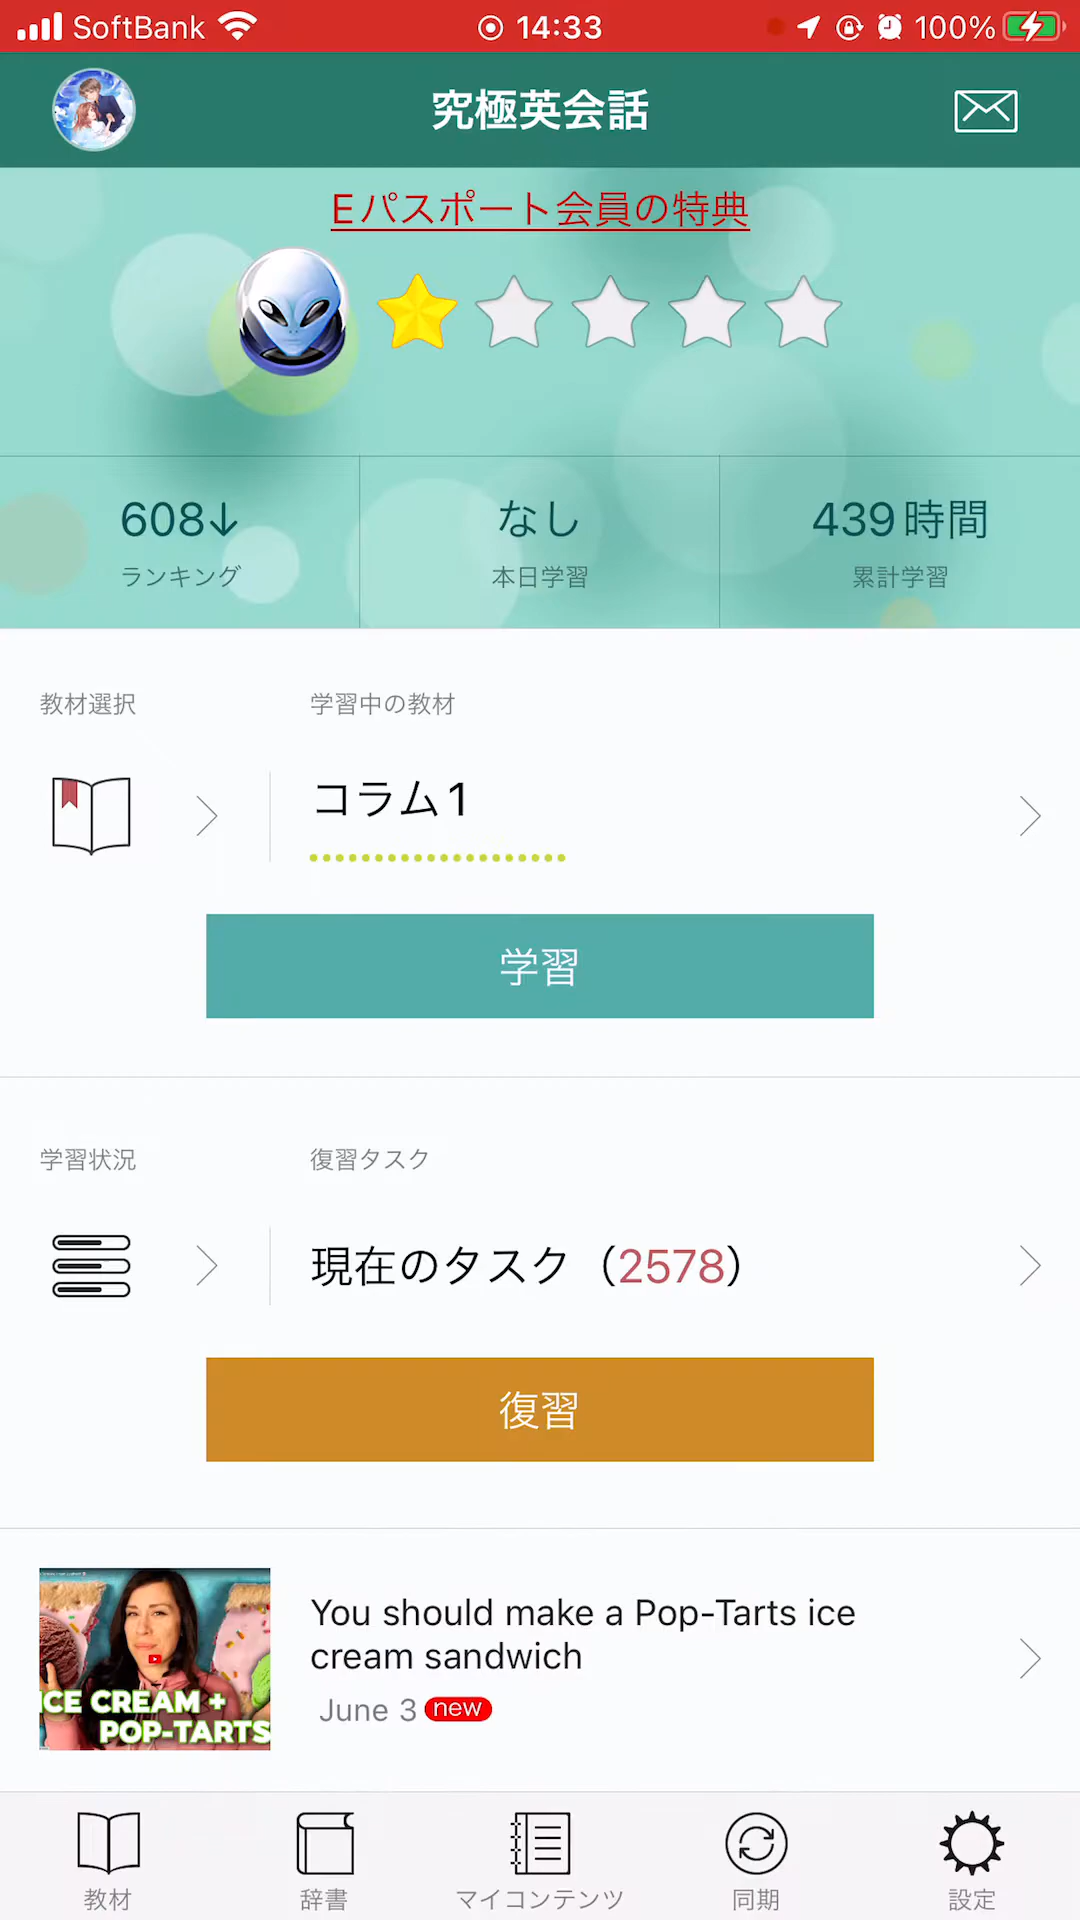 SoftBank 14:33 100%
究極英会話
Eパスポート会員の特典
608↓ なし 439時間
ランキング 本日学習 累計学習
教材選択 学習中の教材
コラム1
学習
学習状況 復習タスク
現在のタスク（2578）
復習
You should make a Pop-Tarts ice
cream sandwich
June 3 new
ICE CREAM +
POP-TARTS
教材 辞書 マイコンテンツ 同期 設定